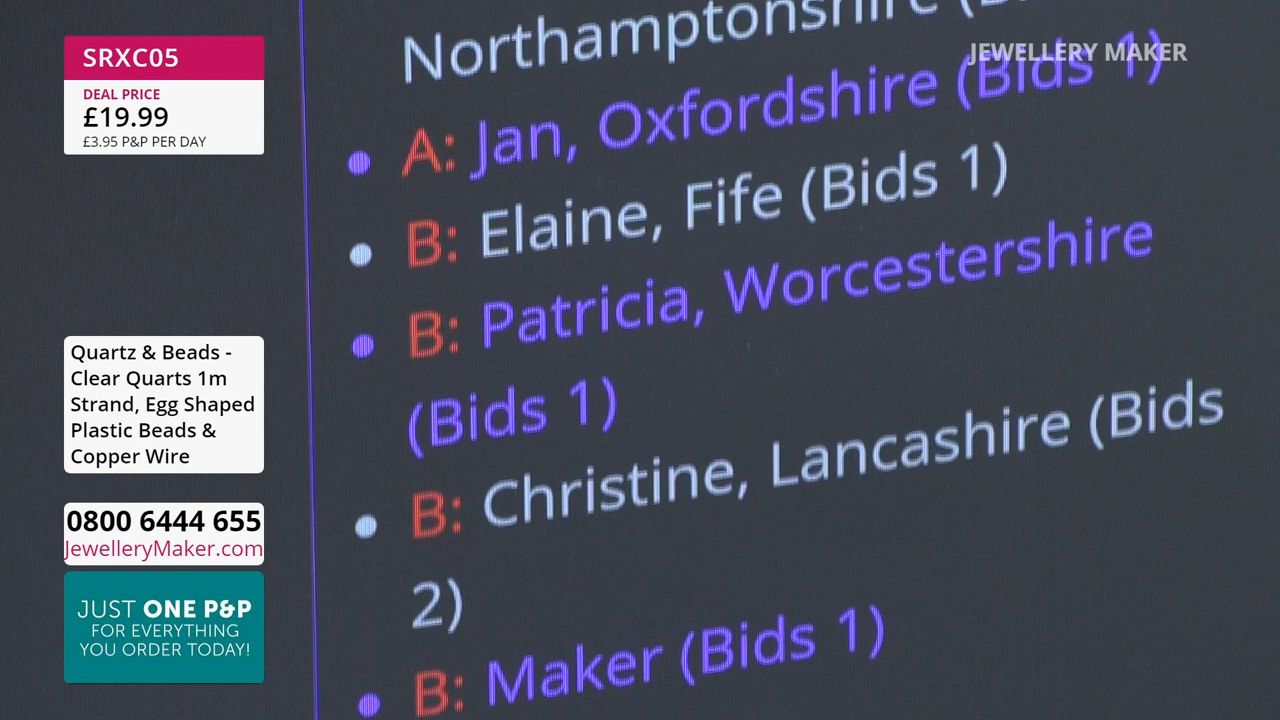 SRXC05
DEAL PRICE
£19.99
£3.95 P&P PER DAY
Quartz & Beads -
Clear Quarts 1m
Strand, Egg Shaped
Plastic Beads &
Copper Wire
0800 6444 655
JewelleryMaker.com
JUST ONE P&P
FOR EVERYTHING
YOU ORDER TODAY!
JEWELLERY MAKER
Northamptonshire
A: Jan, Oxfordshire (Bids 1)
B: Elaine, Fife (Bids 1)
B: Patricia, Worcestershire
(Bids 1)
B: Christine, Lancashire (Bids
2)
B: Maker (Bids 1)